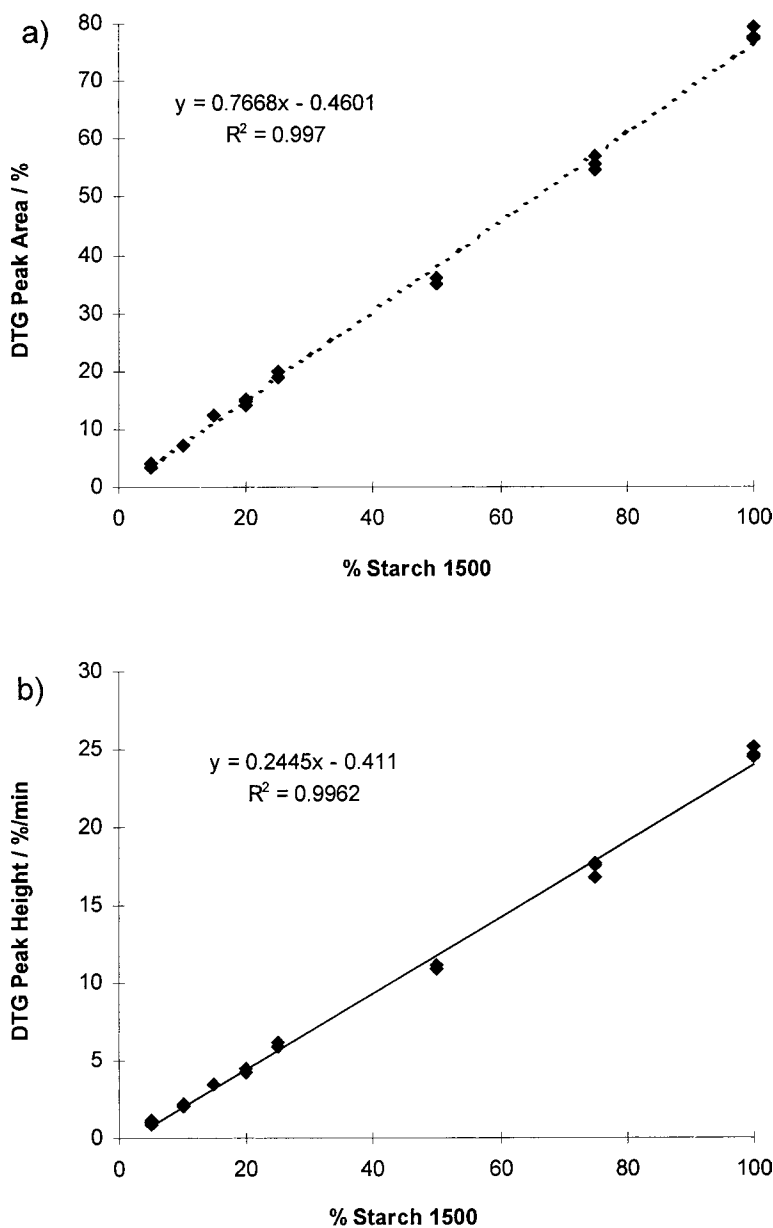 a)
80
70
60
50
40
30
20
10
0
y = 0.7668x - 0.4601
R² = 0.997
DTG Peak Area / %
0 20 40 60 80 100
% Starch 1500
b)
30
25
20
15
10
5
0
y = 0.2445x - 0.411
R² = 0.9962
DTG Peak Height / %/min
0 20 40 60 80 100
% Starch 1500